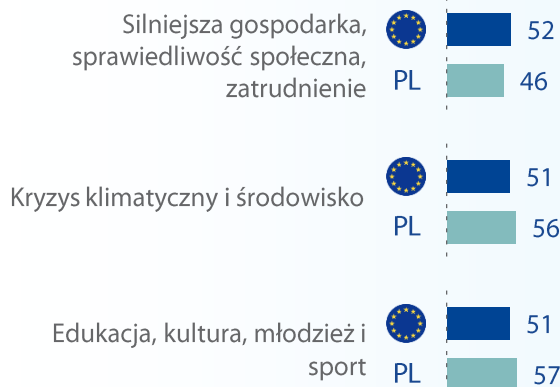 Silniejsza gospodarka,
sprawiedliwość społeczna,
zatrudnienie
52
PL 46
Kryzys klimatyczny i środowisko
51
PL 56
Edukacja, kultura, młodzież i
sport
51
PL 57